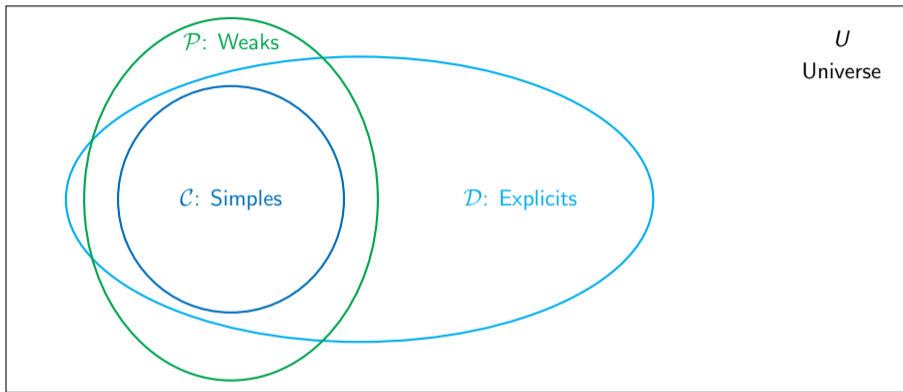 𝒫: Weaks
U
Universe
𝒞: Simples
𝒟: Explicits